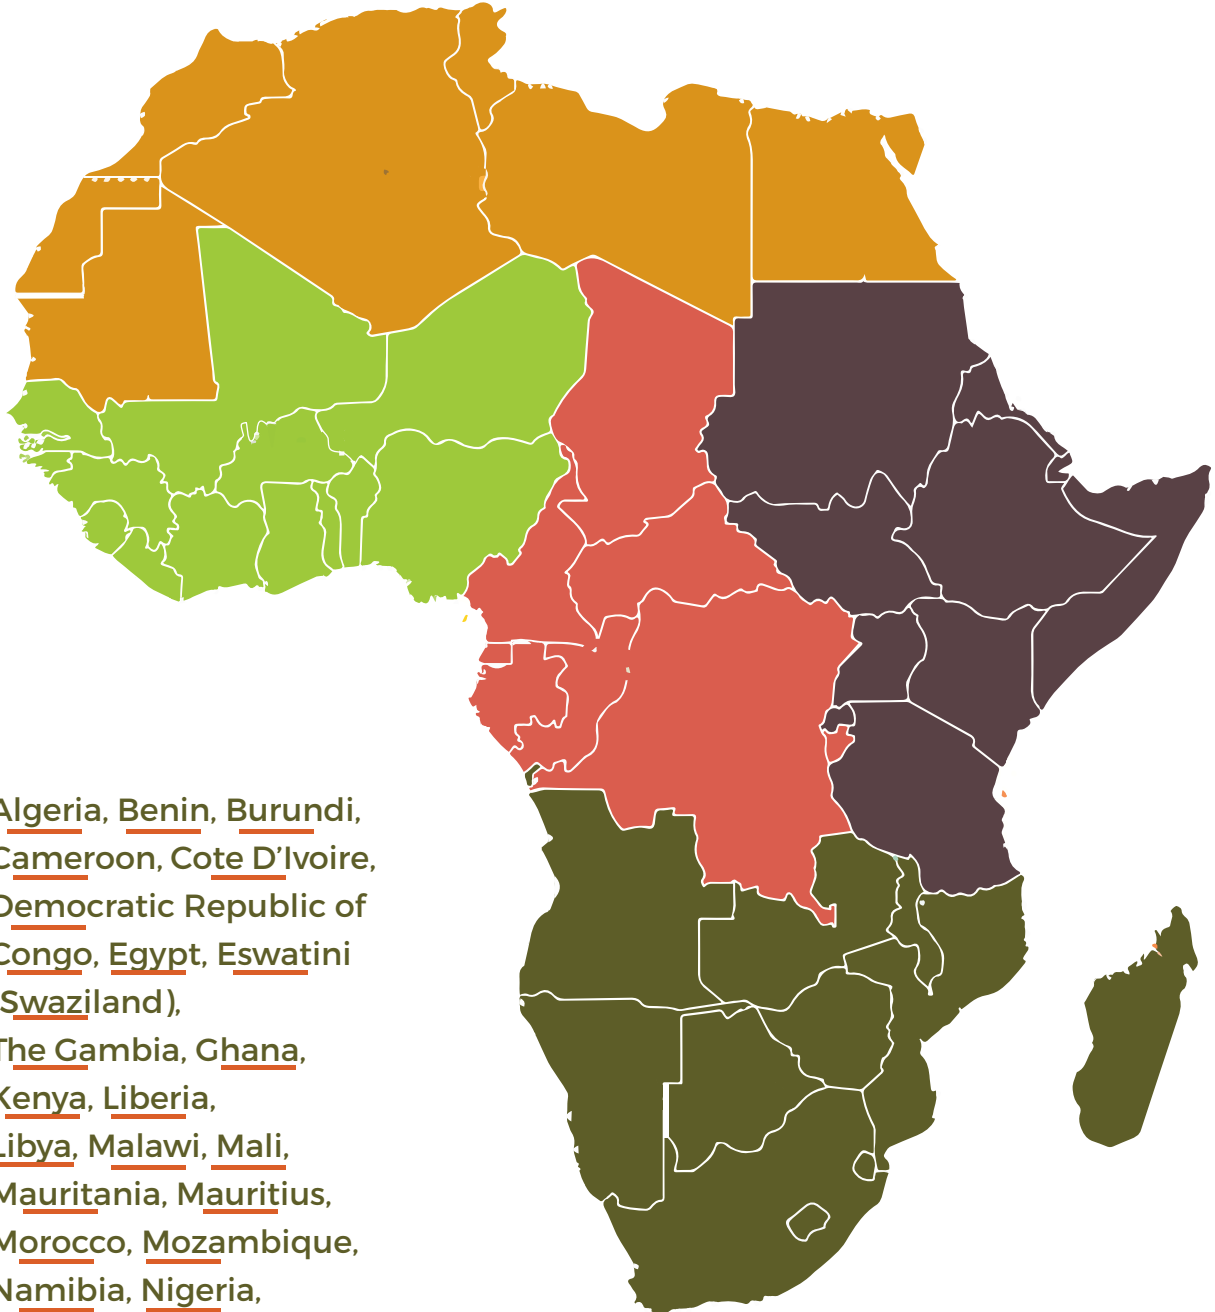 Algeria, Benin, Burundi,
Cameroon, Cote D’Ivoire,
Democratic Republic of
Congo, Egypt, Eswatini
Swaziland),
The Gambia, Ghana,
Kenya, Liberia,
Libya, Malawi, Mali,
Mauritania, Mauritius,
Morocco, Mozambique,
Namibia, Nigeria,